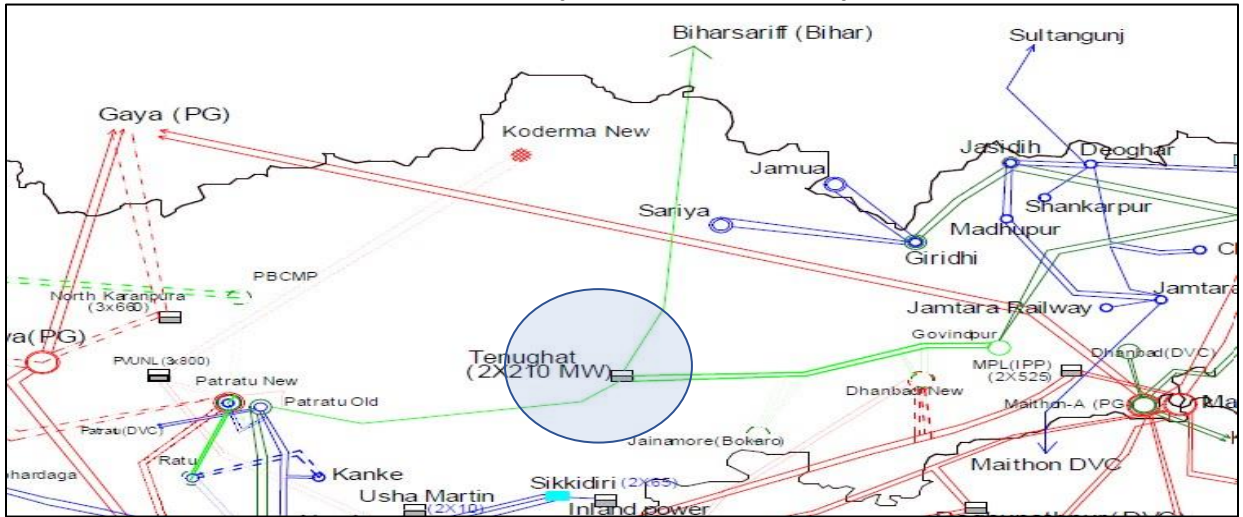 Biharsariff (Bihar)
Sultangunj
Gaya (PG)
Koderma New
Jasidih
Deoghar
Jamua
Shankarpur
Sariya
Madhupur
Giridhi
PBCMP
North Karanpura
(3x660)
Jamtara
Jamtara Railway
Govindpur
(PG)
Tenughat
(2X210 MW)
MPL(IPP)
(2X525)
Dhanbad(DVC)
PVUNL(3x800)
Patratu New
Dhanbad New
Patratu Old
Maithon-A (PG)
Patratu(DVC)
Jainamore(Bokaro)
Ratu
Maithon DVC
Kanke
Sikkidiri (2X65)
Usha Martin
(2X10)
Inland power